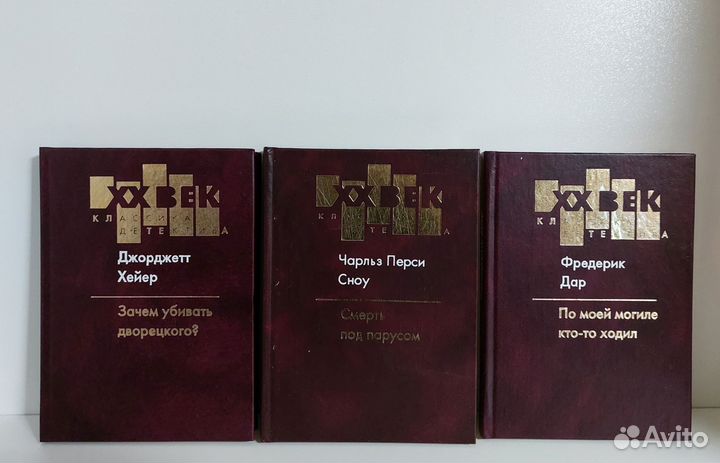 XX ВЕК
КЛАССИКА
ДЕТЕКТИВА
Джорджетт
Хейер
Зачем убивать
дворецкого?
XX ВЕК
Чарльз Перси
Сноу
Смерть
под парусом
XX ВЕК
Фредерик
Дар
По моей могиле
кто-то ходил
Avito